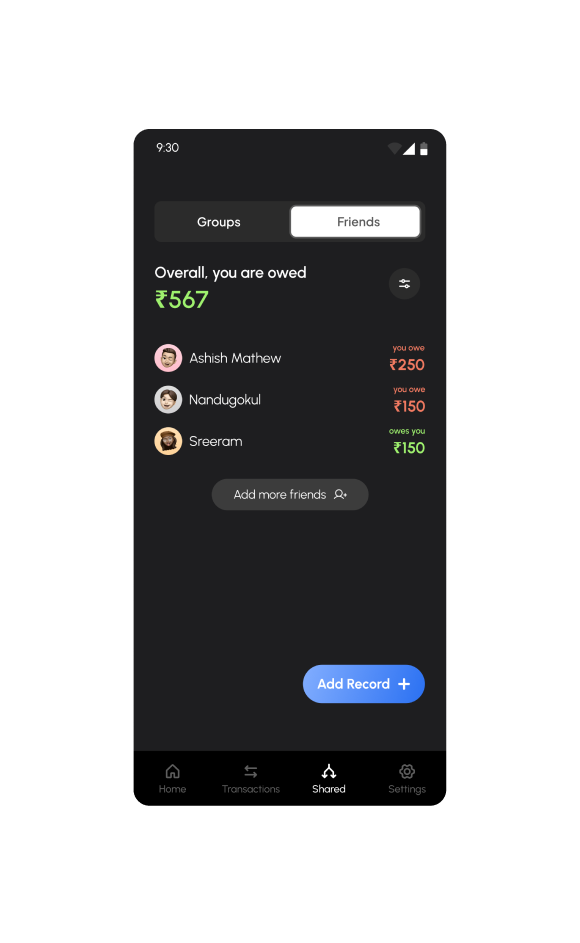 9:30
Groups
Friends
Overall, you are owed
₹567
Ashish Mathew
you owe
₹250
Nandugokul
you owe
₹150
Sreeram
owes you
₹150
Add more friends
Add Record
Home
Transactions
Shared
Settings